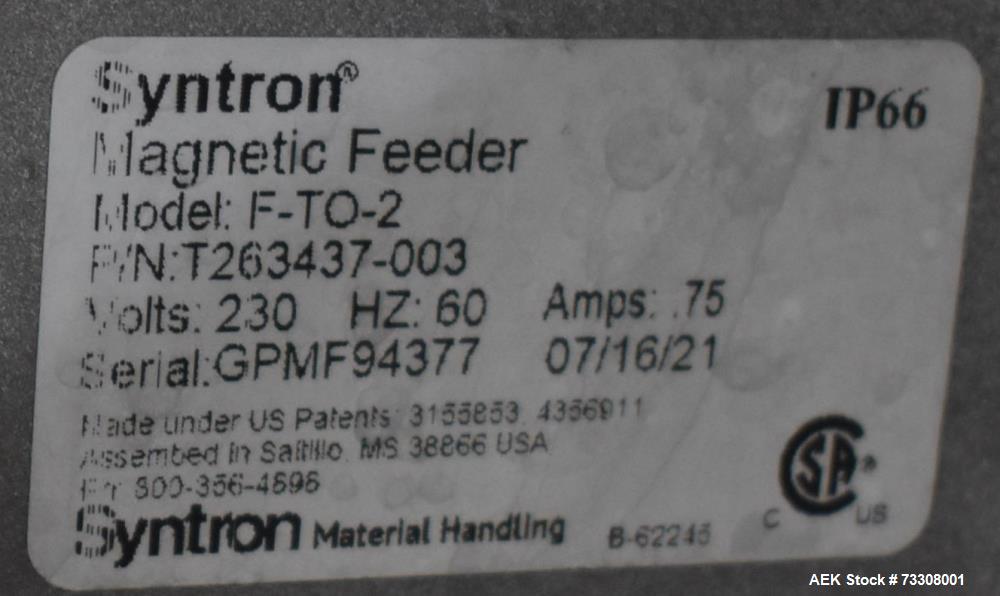 Syntron®
IP66
Magnetic Feeder
Model: F-TO-2
P/N:T263437-003
Volts: 230 HZ: 60 Amps: .75
Serial:GPMF94377 07/16/21
Made under US Patents 3155853, 4356911
Assembled in Saltillo, MS 38866 USA
800-356-4898
SA®
C US
Syntron Material Handling B-62245
AEK Stock # 73308001